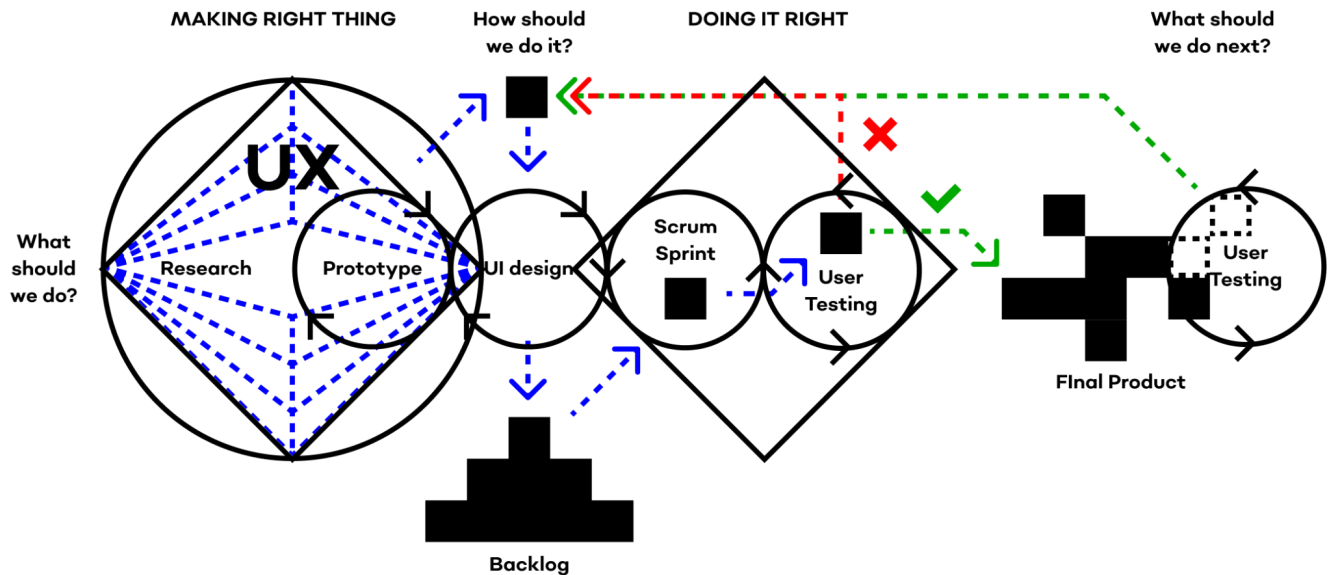 MAKING RIGHT THING
How should
we do it?
DOING IT RIGHT
What should
we do next?
UX
What
should
we do?
Research
Prototype
UI design
Scrum
Sprint
User
Testing
User
Testing
FInal Product
Backlog